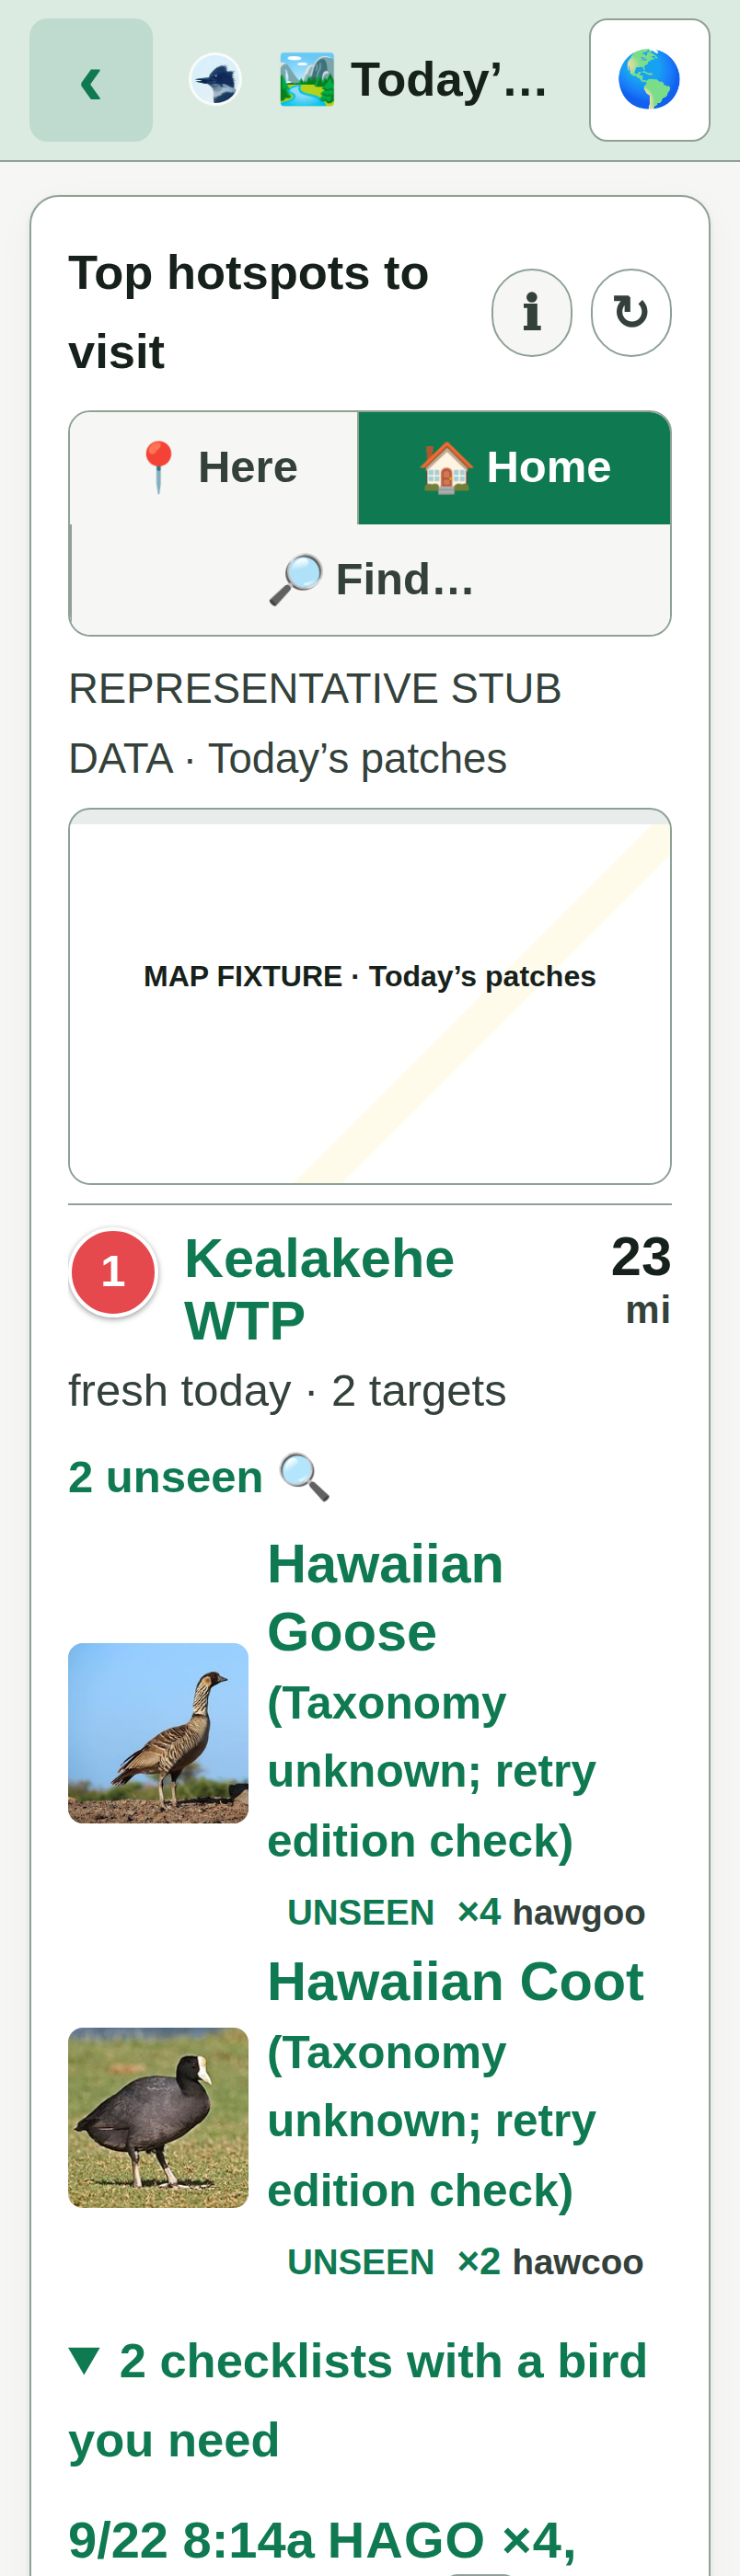 ‹ 🏞️ Today’… 🌎
Top hotspots to
visit
ℹ ↻
📍 Here
🏠 Home
🔎 Find…
REPRESENTATIVE STUB
DATA · Today’s patches
MAP FIXTURE · Today’s patches
1
Kealakehe
WTP
23
mi
fresh today · 2 targets
2 unseen 🔍
Hawaiian
Goose
(Taxonomy
unknown; retry
edition check)
UNSEEN ×4 hawgoo
Hawaiian Coot
(Taxonomy
unknown; retry
edition check)
UNSEEN ×2 hawcoo
▼ 2 checklists with a bird
you need
9/22 8:14a HAGO ×4,